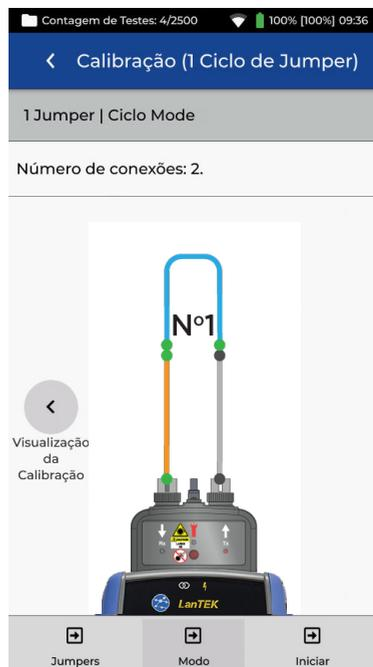 Contagem de Testes: 4/2500 100% [100%] 09:36
Calibração (1 Ciclo de Jumper)
1 Jumper | Ciclo Mode
Número de conexões: 2.
Nº1
Visualização
da
Calibração
Rx
Tx
LanTEK
Jumpers Modo Iniciar